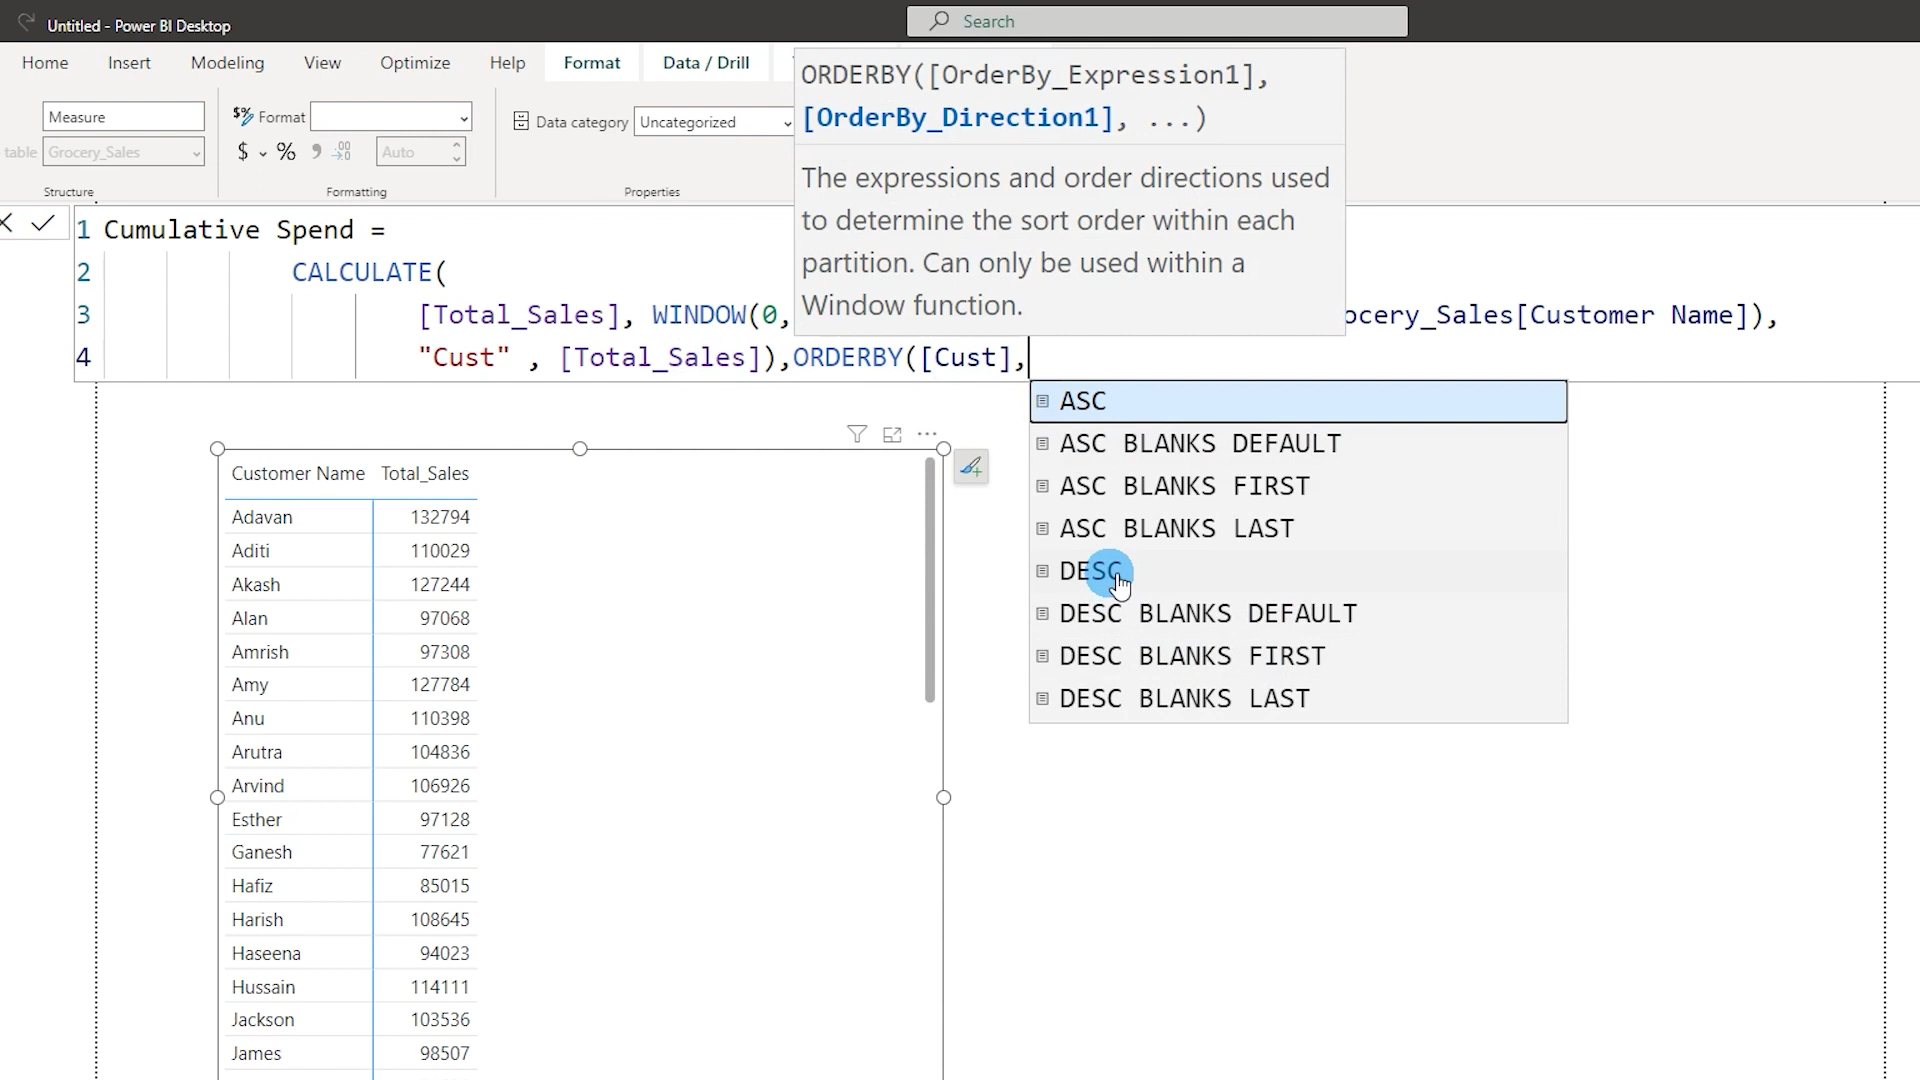 Untitled - Power BI Desktop
Search
Home Insert Modeling View Optimize Help Format Data / Drill
Measure
$% Format
Data category Uncategorized
table Grocery_Sales
$ % Auto
Structure Formatting Properties
ORDERBY([OrderBy_Expression1],
[OrderBy_Direction1], ...)
The expressions and order directions used
to determine the sort order within each
partition. Can only be used within a
Window function.
1 Cumulative Spend =
2 CALCULATE(
3 [Total_Sales], WINDOW(0, ocery_Sales[Customer Name]),
4 "Cust" , [Total_Sales]),ORDERBY([Cust],
ASC
ASC BLANKS DEFAULT
ASC BLANKS FIRST
ASC BLANKS LAST
DESC
DESC BLANKS DEFAULT
DESC BLANKS FIRST
DESC BLANKS LAST
Customer Name Total_Sales
Adavan 132794
Aditi 110029
Akash 127244
Alan 97068
Amrish 97308
Amy 127784
Anu 110398
Arutra 104836
Arvind 106926
Esther 97128
Ganesh 77621
Hafiz 85015
Harish 108645
Haseena 94023
Hussain 114111
Jackson 103536
James 98507